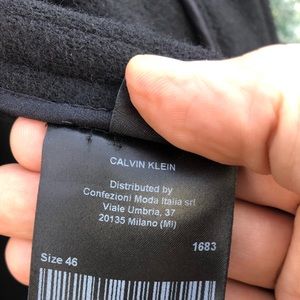 CALVIN KLEIN
Distributed by
Confezioni Moda Italia srl
Viale Umbria, 37
20135 Milano (Mi)
1683
Size 46